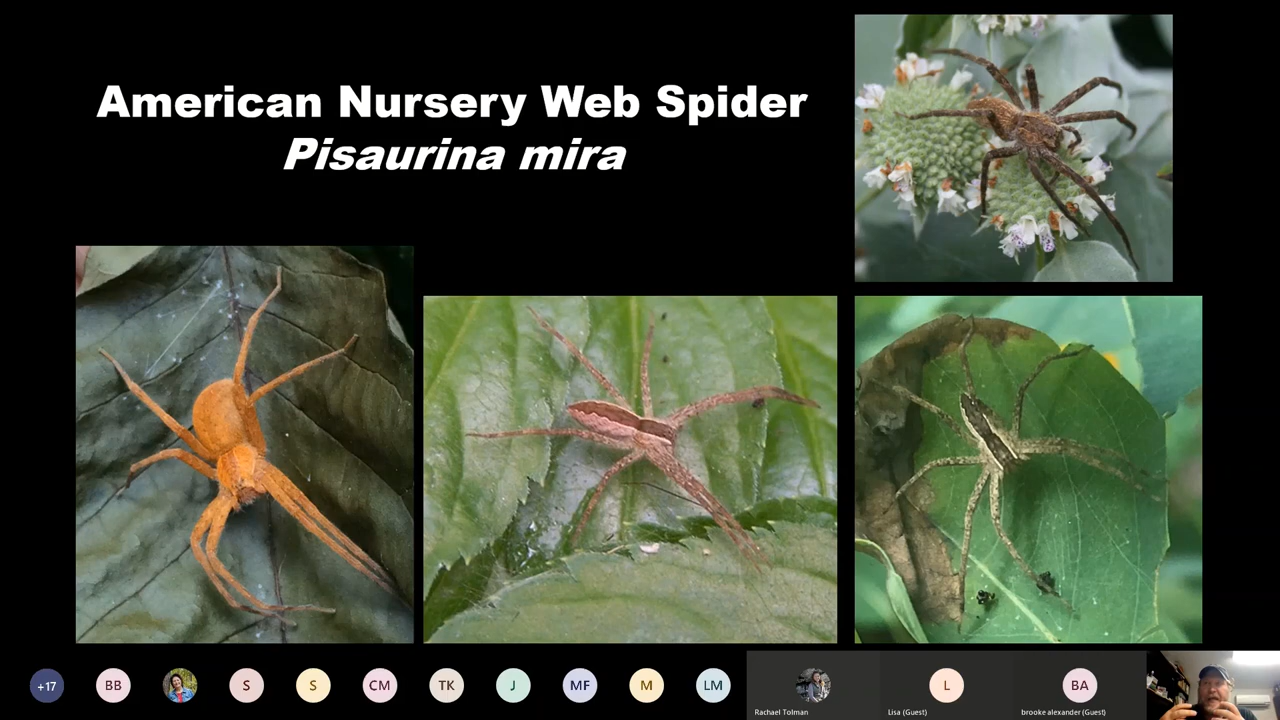 American Nursery Web Spider
Pisaurina mira
+17
BB
S
S
CM
TK
J
MF
M
LM
Rachael Tolman
L
Lisa (Guest)
BA
brooke alexander (Guest)